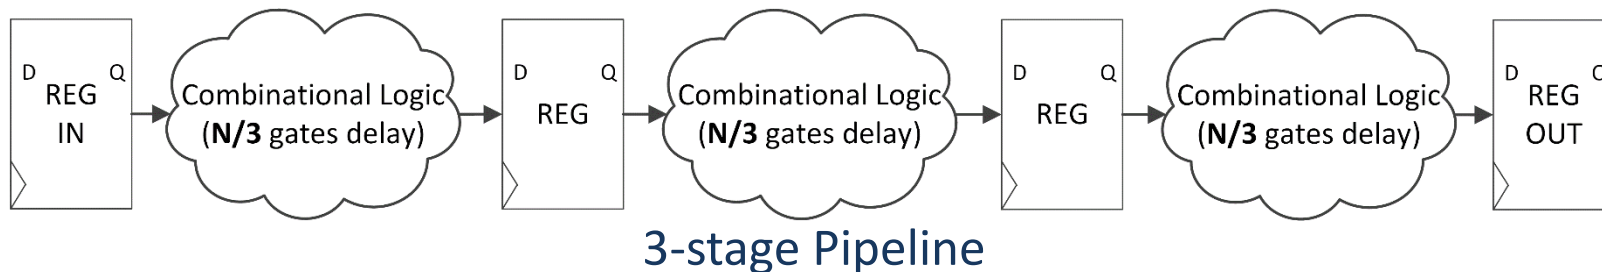 D Q
REG
IN
Combinational Logic
(N/3 gates delay)
D Q
REG
Combinational Logic
(N/3 gates delay)
D Q
REG
Combinational Logic
(N/3 gates delay)
D Q
REG
OUT
3-stage Pipeline